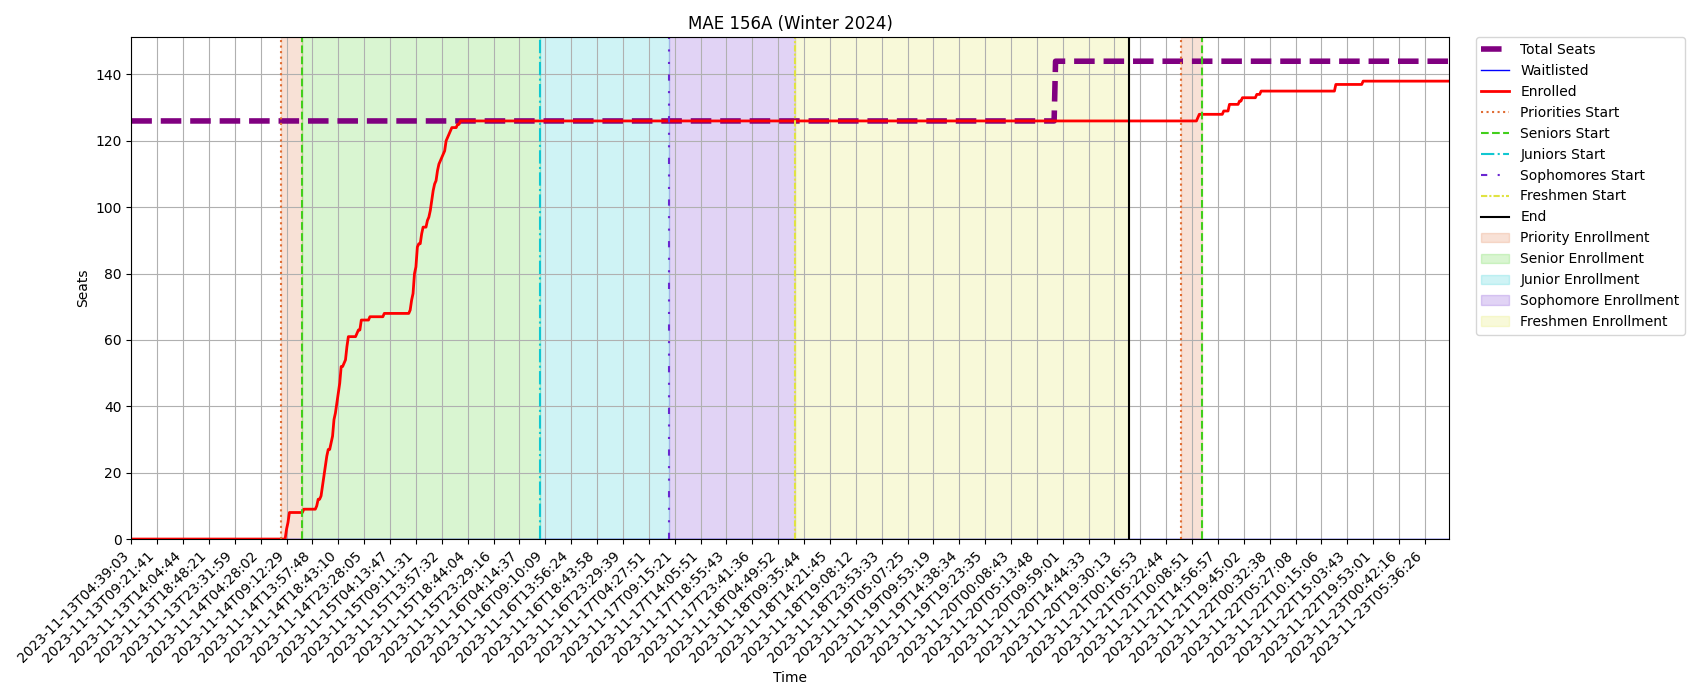 MAE 156A (Winter 2024)
Seats
140
120
100
80
60
40
20
0
2023-11-13T04:39:03
2023-11-13T09:21:41
2023-11-13T14:04:44
2023-11-13T18:48:21
2023-11-13T23:31:59
2023-11-14T04:28:02
2023-11-14T09:12:29
2023-11-14T13:57:48
2023-11-14T18:43:10
2023-11-14T23:28:05
2023-11-15T04:13:47
2023-11-15T09:11:31
2023-11-15T13:57:32
2023-11-15T18:44:04
2023-11-15T23:29:16
2023-11-16T04:14:37
2023-11-16T09:10:09
2023-11-16T13:56:24
2023-11-16T18:43:58
2023-11-16T23:29:39
2023-11-17T04:27:51
2023-11-17T09:15:21
2023-11-17T14:05:51
2023-11-17T18:55:43
2023-11-17T23:41:36
2023-11-18T04:49:52
2023-11-18T09:35:44
2023-11-18T14:21:45
2023-11-18T19:08:12
2023-11-18T23:53:33
2023-11-19T05:07:25
2023-11-19T09:53:19
2023-11-19T14:38:34
2023-11-19T19:23:35
2023-11-20T00:08:43
2023-11-20T05:13:48
2023-11-20T09:59:01
2023-11-20T14:44:33
2023-11-20T19:30:13
2023-11-21T00:16:53
2023-11-21T05:22:44
2023-11-21T10:08:51
2023-11-21T14:56:57
2023-11-21T19:45:02
2023-11-22T00:32:38
2023-11-22T05:27:08
2023-11-22T10:15:06
2023-11-22T15:03:43
2023-11-22T19:53:01
2023-11-23T00:42:16
2023-11-23T05:36:26
Time
Total Seats
Waitlisted
Enrolled
Priorities Start
Seniors Start
Juniors Start
Sophomores Start
Freshmen Start
End
Priority Enrollment
Senior Enrollment
Junior Enrollment
Sophomore Enrollment
Freshmen Enrollment